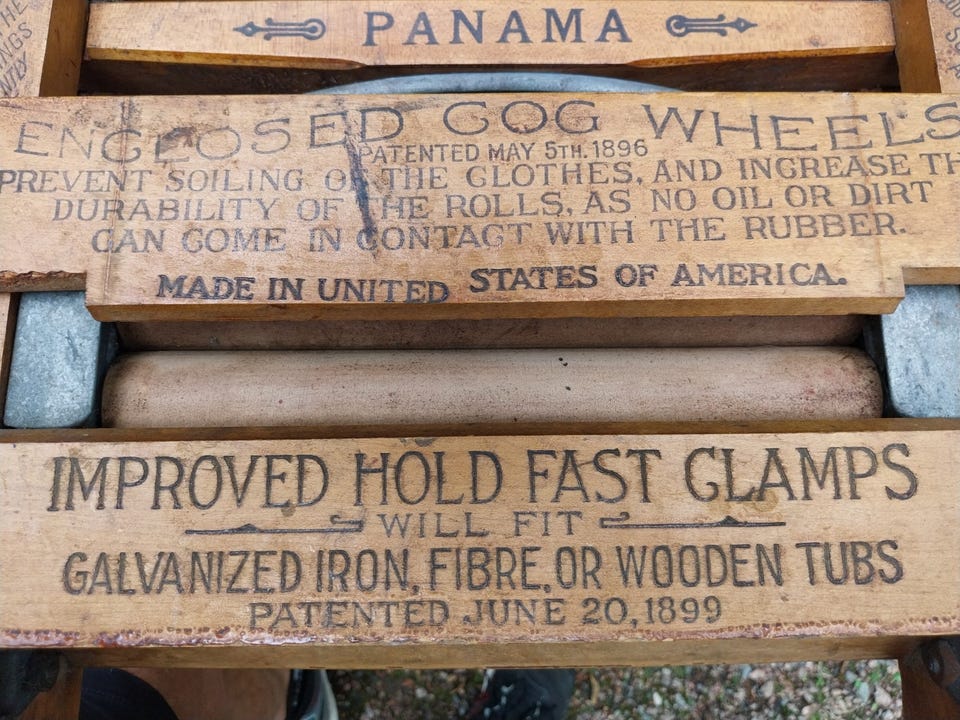 PANAMA
ENCLOSED COG WHEELS
PATENTED MAY 5TH. 1896
PREVENT SOILING OF THE CLOTHES, AND INCREASE TH
DURABILITY OF THE ROLLS, AS NO OIL OR DIRT
CAN COME IN CONTACT WITH THE RUBBER.
MADE IN UNITED STATES OF AMERICA.
IMPROVED HOLD FAST CLAMPS
WILL FIT
GALVANIZED IRON, FIBRE, OR WOODEN TUBS
PATENTED JUNE 20, 1899